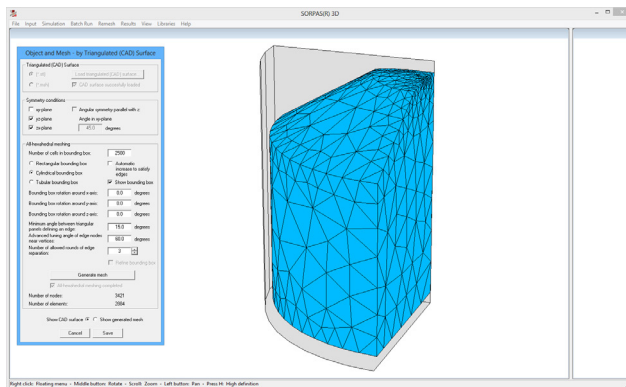 SORPAS(R) 3D
File Input Simulation Batch Run Remesh Results View Libraries Help
Object and Mesh - by Triangulated (CAD) Surface
Triangulated (CAD) Surface
Load triangulated (CAD) surface
CAD surface successfully loaded
Symmetry conditions
xy-plane Angular symmetry parallel with z
yz-plane Angle in xy-plane
zx-plane 45.0 degrees
All-hexahedral meshing
Number of cells in bounding box: 2500
Rectangular bounding box Automatic increase to satisfy edges
Cylindrical bounding box
Tubular bounding box Show bounding box
Bounding box rotation around x-axis: 0.0 degrees
Bounding box rotation around y-axis: 0.0 degrees
Bounding box rotation around z-axis: 0.0 degrees
Minimum angle between triangular panels defining an edge: 15.0 degrees
Advanced tuning angle of edge nodes near vertices: 60.0 degrees
Number of allowed rounds of edge separation: 2
Refine bounding box
Generate mesh
All-hexahedral meshing completed
Number of nodes: 3421
Number of elements: 2884
Show CAD surface Show generated mesh
Cancel Save
Right click: Floating menu - Middle button: Rotate - Scroll: Zoom - Left button: Pan - Press H: High definition